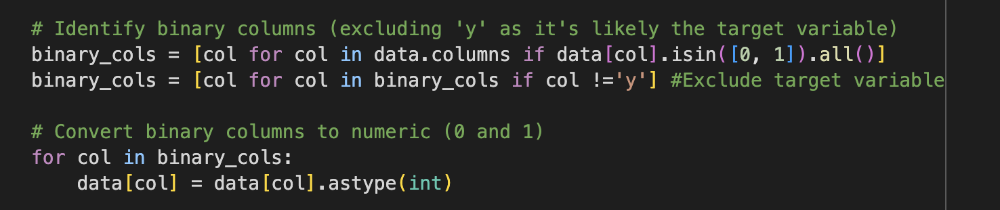 # Identify binary columns (excluding 'y' as it's likely the target variable)
binary_cols = [col for col in data.columns if data[col].isin([0, 1]).all()]
binary_cols = [col for col in binary_cols if col !='y'] #Exclude target variable
# Convert binary columns to numeric (0 and 1)
for col in binary_cols:
    data[col] = data[col].astype(int)